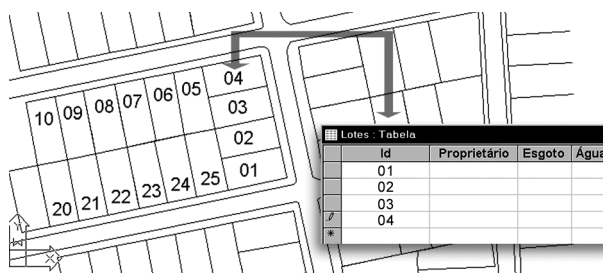 10 09 08 07 06 05 04
03
02
20 21 22 23 24 25 01
Lotes : Tabela
Id Proprietário Esgoto Água
01
02
03
04
*
Y
X